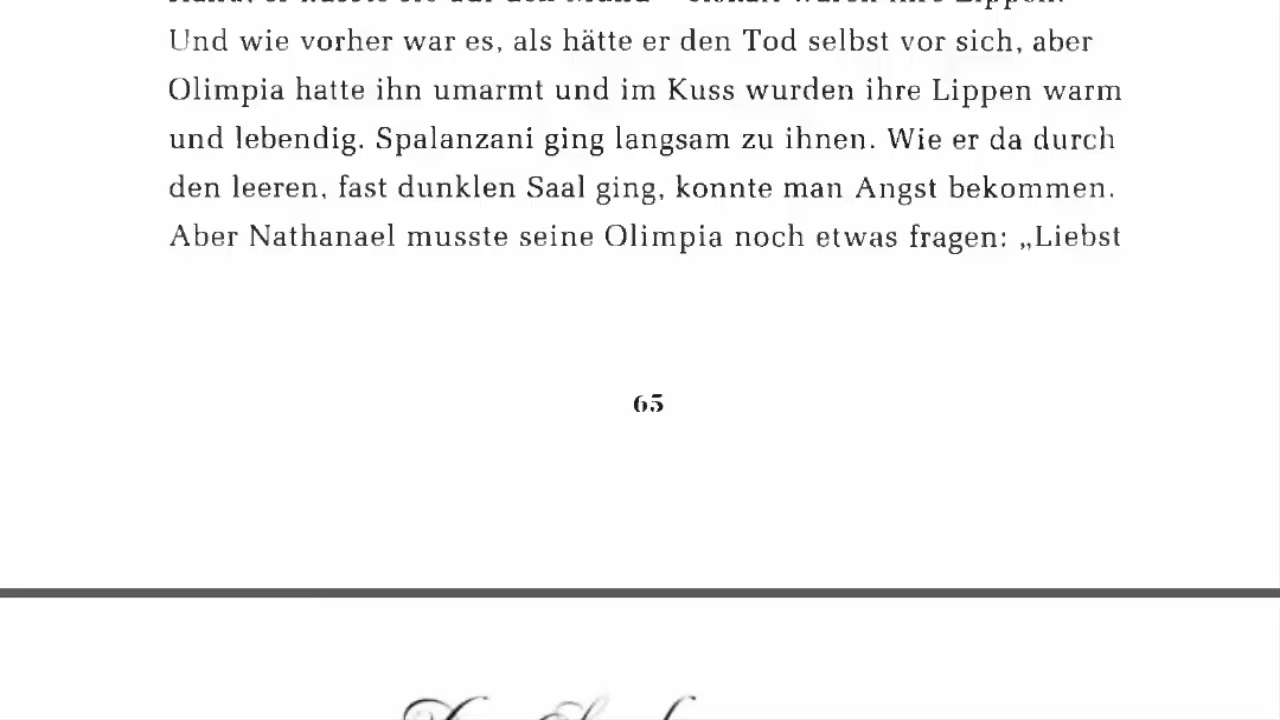 Und wie vorher war es, als hätte er den Tod selbst vor sich, aber
Olimpia hatte ihn umarmt und im Kuss wurden ihre Lippen warm
und lebendig. Spalanzani ging langsam zu ihnen. Wie er da durch
den leeren, fast dunklen Saal ging, konnte man Angst bekommen.
Aber Nathanael musste seine Olimpia noch etwas fragen: „Liebst
65